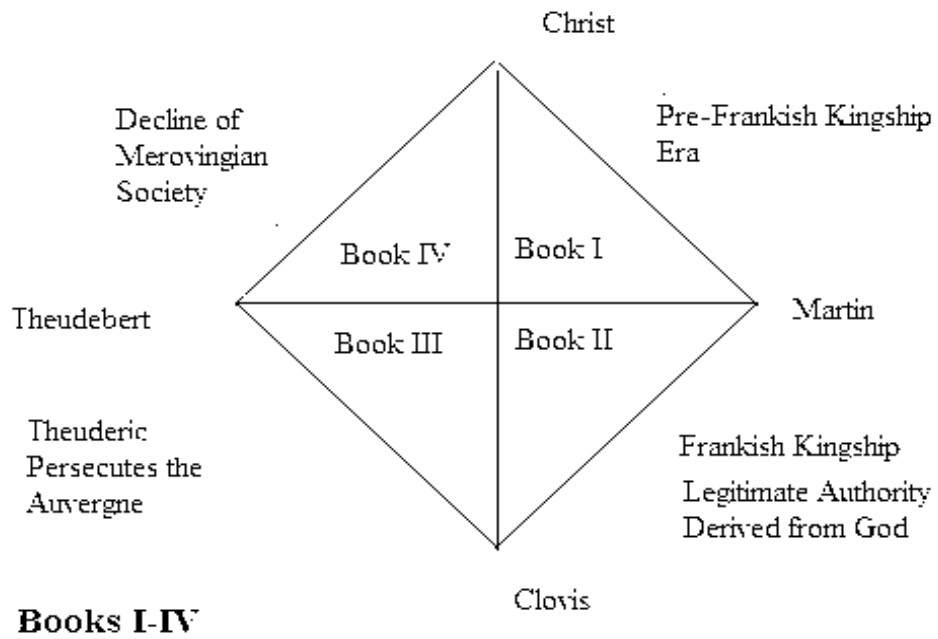 Christ
Decline of
Merovingian
Society
Pre-Frankish Kingship
Era
Book IV
Book I
Theudebert
Martin
Book III
Book II
Theuderic
Persecutes the
Auvergne
Frankish Kingship
Legitimate Authority
Derived from God
Clovis
Books I-IV